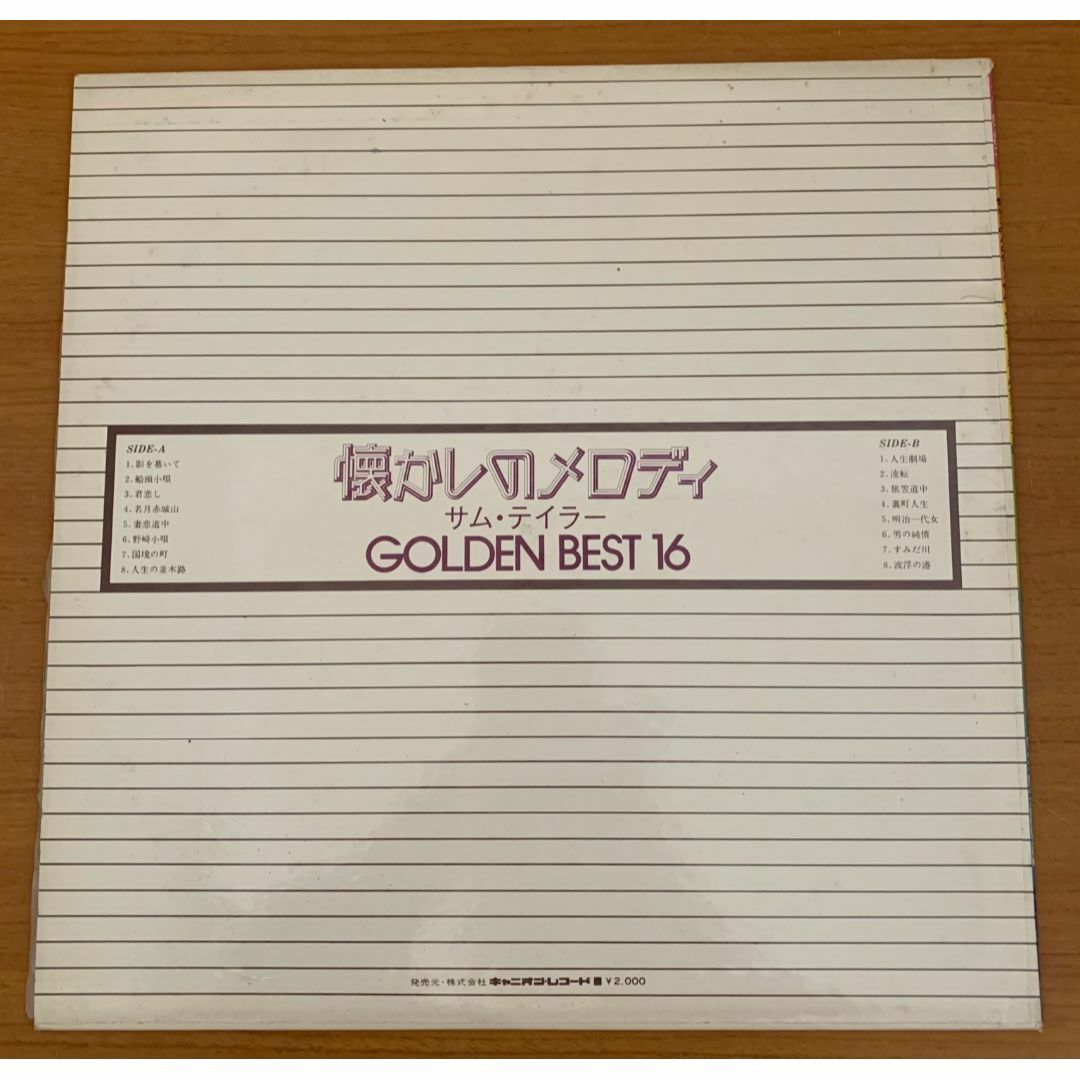 SIDE-A
1. 影を慕いて
2. 船頭小唄
3. 君恋し
4. 名月赤城山
5. 妻恋道中
6. 野崎小唄
7. 国境の町
8. 人生の並木路
懐かしのメロディ
サム・テイラー
GOLDEN BEST 16
SIDE-B
1. 人生劇場
2. 流転
3. 旅笠道中
4. 裏町人生
5. 明治一代女
6. 男の純情
7. すみだ川
8. 波浮の港
発売元・株式会社 キャニオン・レコード ¥2,000